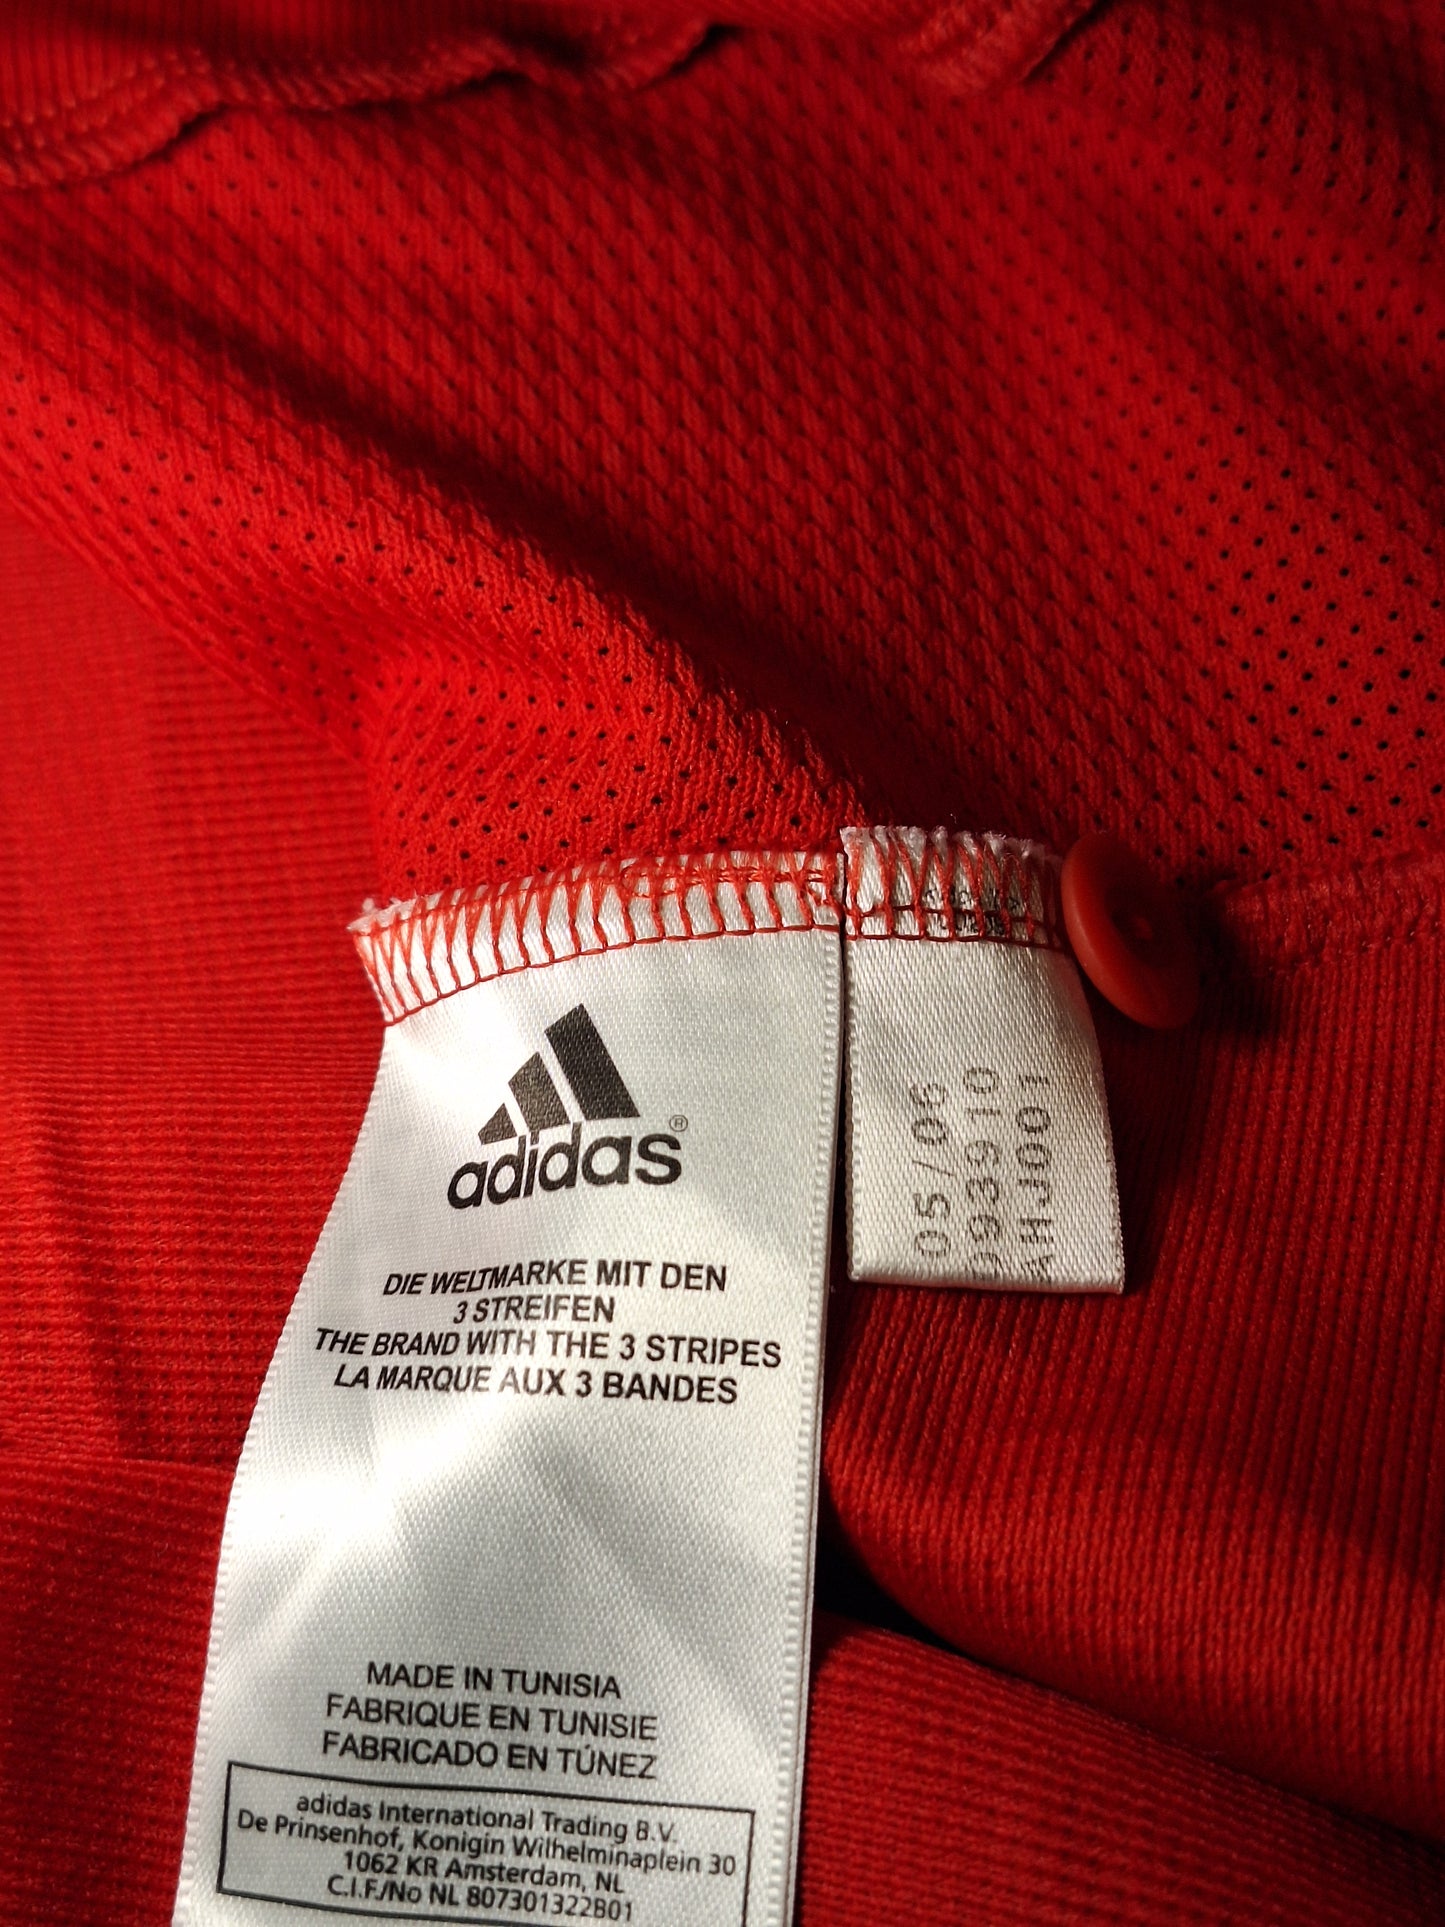 adidas®
DIE WELTMARKE MIT DEN
3 STREIFEN
THE BRAND WITH THE 3 STRIPES
LA MARQUE AUX 3 BANDES
MADE IN TUNISIA
FABRIQUE EN TUNISIE
FABRICADO EN TÚNEZ
adidas International Trading B.V.
De Prinsenhof, Konigin Wilhelminaplein 30
1062 KR Amsterdam, NL
C.I.F./No NL 807301322B01
05/06
093910
AHJ001